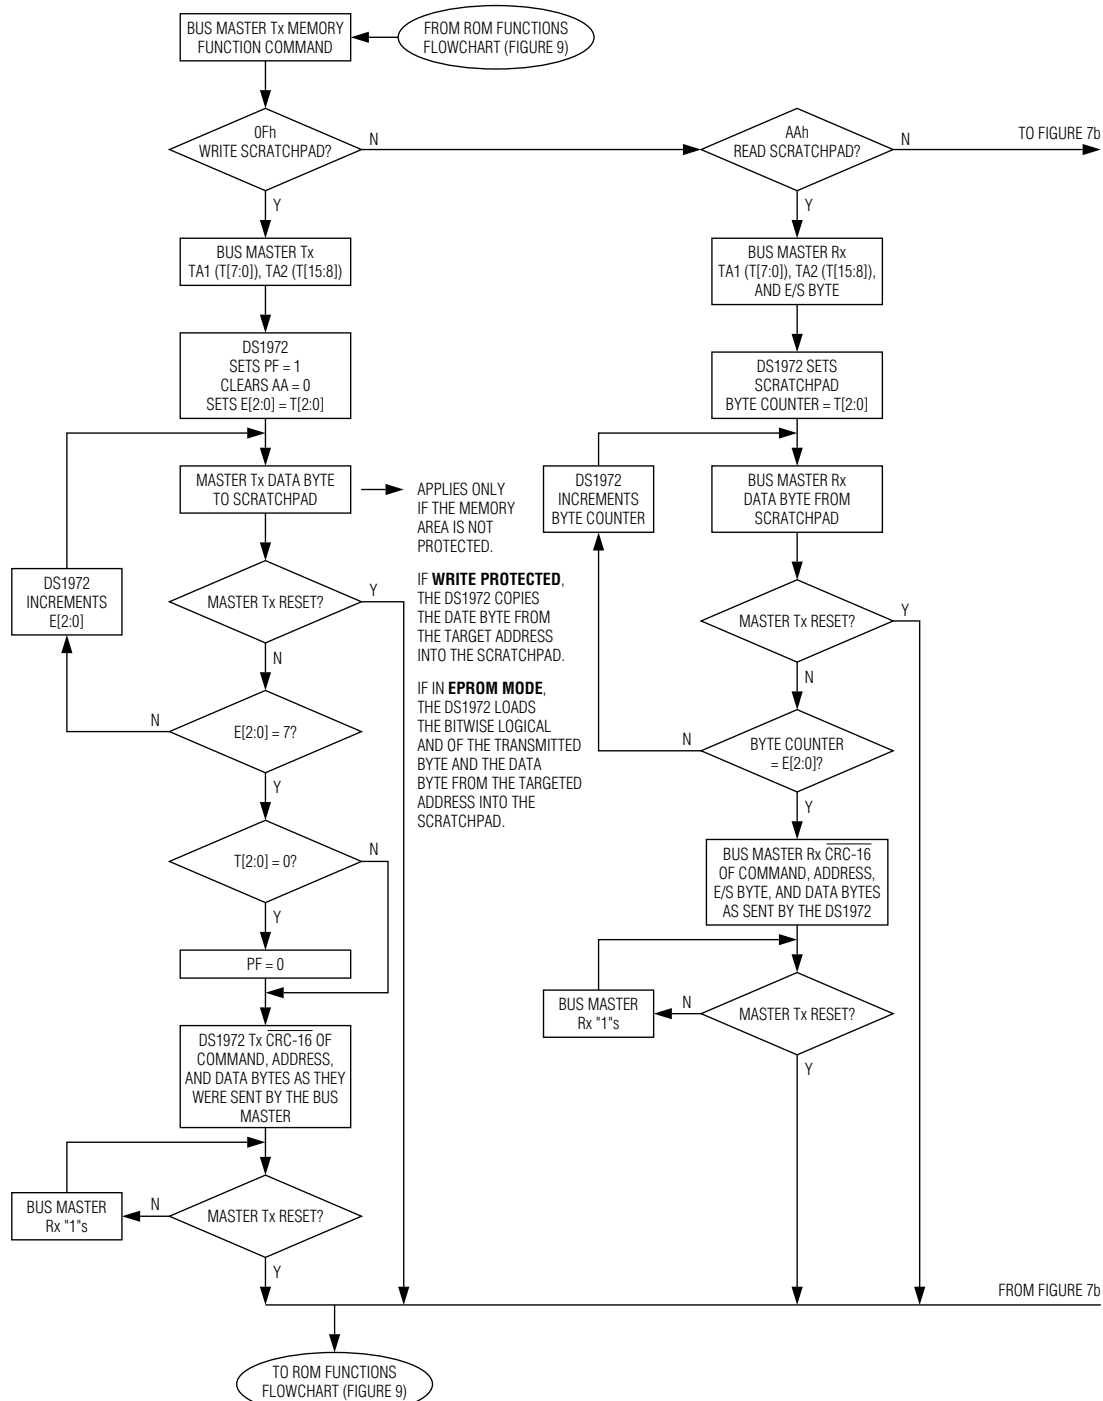 BUS MASTER Tx MEMORY
FUNCTION COMMAND
FROM ROM FUNCTIONS
FLOWCHART (FIGURE 9)
0Fh
WRITE SCRATCHPAD?
N
Y
AAh
READ SCRATCHPAD?
N
Y
TO FIGURE 7b
BUS MASTER Tx
TA1 (T[7:0]), TA2 (T[15:8])
DS1972
SETS PF = 1
CLEARS AA = 0
SETS E[2:0] = T[2:0]
MASTER Tx DATA BYTE
TO SCRATCHPAD
APPLIES ONLY
IF THE MEMORY
AREA IS NOT
PROTECTED.
IF WRITE PROTECTED,
THE DS1972 COPIES
THE DATE BYTE FROM
THE TARGET ADDRESS
INTO THE SCRATCHPAD.
IF IN EPROM MODE,
THE DS1972 LOADS
THE BITWISE LOGICAL
AND OF THE TRANSMITTED
BYTE AND THE DATA
BYTE FROM THE TARGETED
ADDRESS INTO THE
SCRATCHPAD.
DS1972
INCREMENTS
E[2:0]
MASTER Tx RESET?
Y
N
E[2:0] = 7?
N
Y
T[2:0] = 0?
N
Y
PF = 0
DS1972 Tx CRC-16 OF
COMMAND, ADDRESS,
AND DATA BYTES AS THEY
WERE SENT BY THE BUS
MASTER
BUS MASTER
Rx "1"s
N
MASTER Tx RESET?
Y
BUS MASTER Rx
TA1 (T[7:0]), TA2 (T[15:8]),
AND E/S BYTE
DS1972 SETS
SCRATCHPAD
BYTE COUNTER = T[2:0]
DS1972
INCREMENTS
BYTE COUNTER
BUS MASTER Rx
DATA BYTE FROM
SCRATCHPAD
MASTER Tx RESET?
Y
N
BYTE COUNTER
= E[2:0]?
N
Y
BUS MASTER Rx CRC-16
OF COMMAND, ADDRESS,
E/S BYTE, AND DATA BYTES
AS SENT BY THE DS1972
BUS MASTER
Rx "1"s
N
MASTER Tx RESET?
Y
FROM FIGURE 7b
TO ROM FUNCTIONS
FLOWCHART (FIGURE 9)